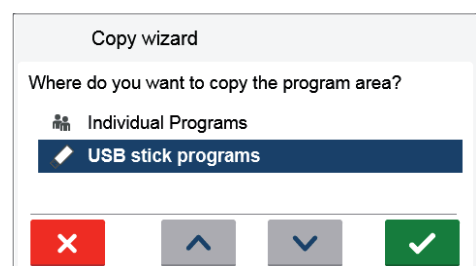 Copy wizard
Where do you want to copy the program area?
Individual Programs
USB stick programs